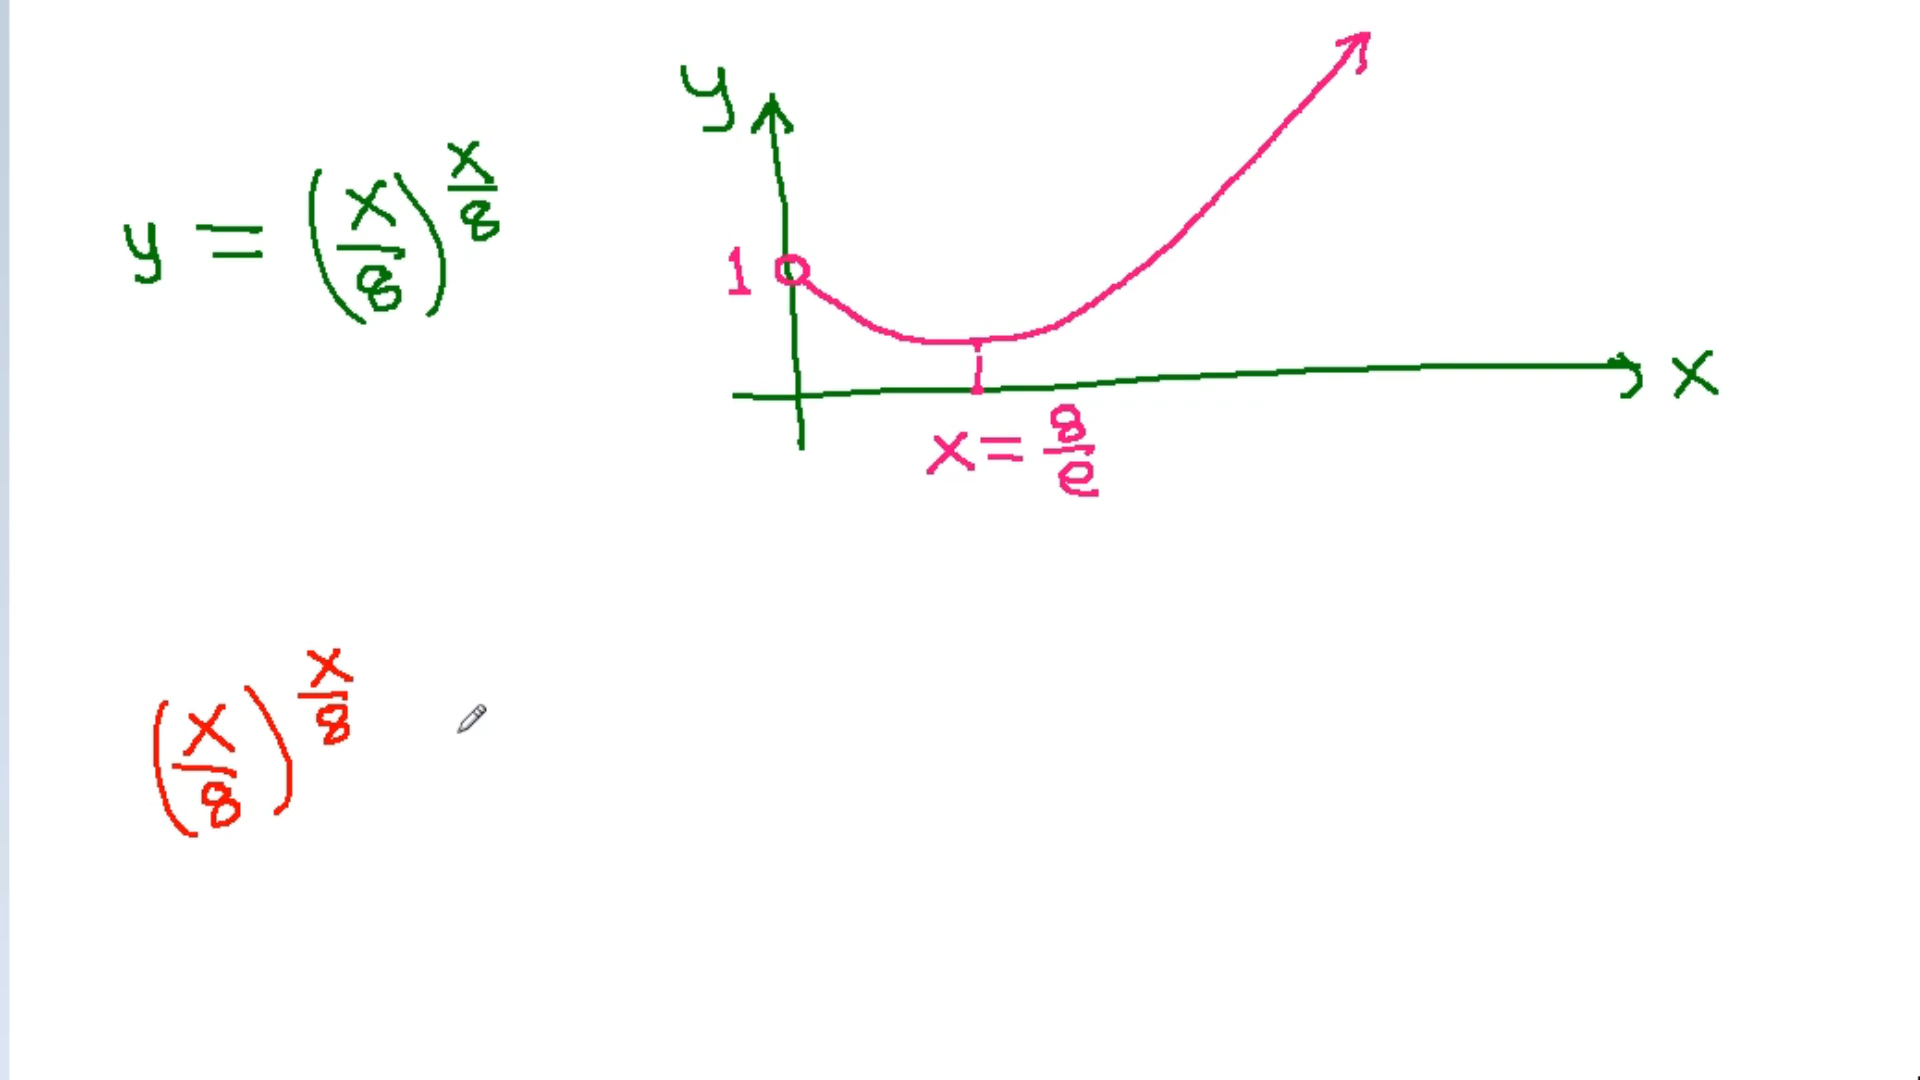 y
y = (x/8)^(x/8)
1
x
x = 8/e
(x/8)^(x/8)